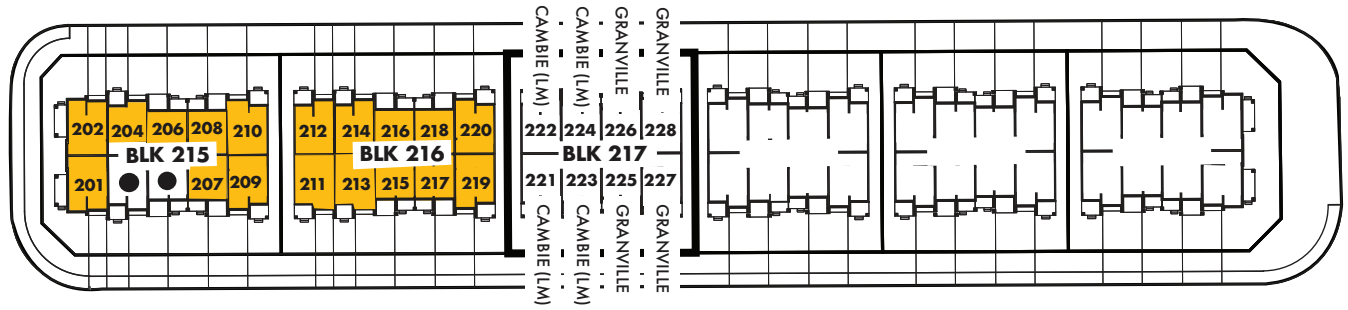 CAMBIE (LM)
CAMBIE (LM)
GRANVILLE
GRANVILLE
202 204 206 208 210
BLK 215
201 207 209
212 214 216 218 220
BLK 216
211 213 215 217 219
222 224 226 228
BLK 217
221 223 225 227
CAMBIE (LM)
CAMBIE (LM)
GRANVILLE
GRANVILLE